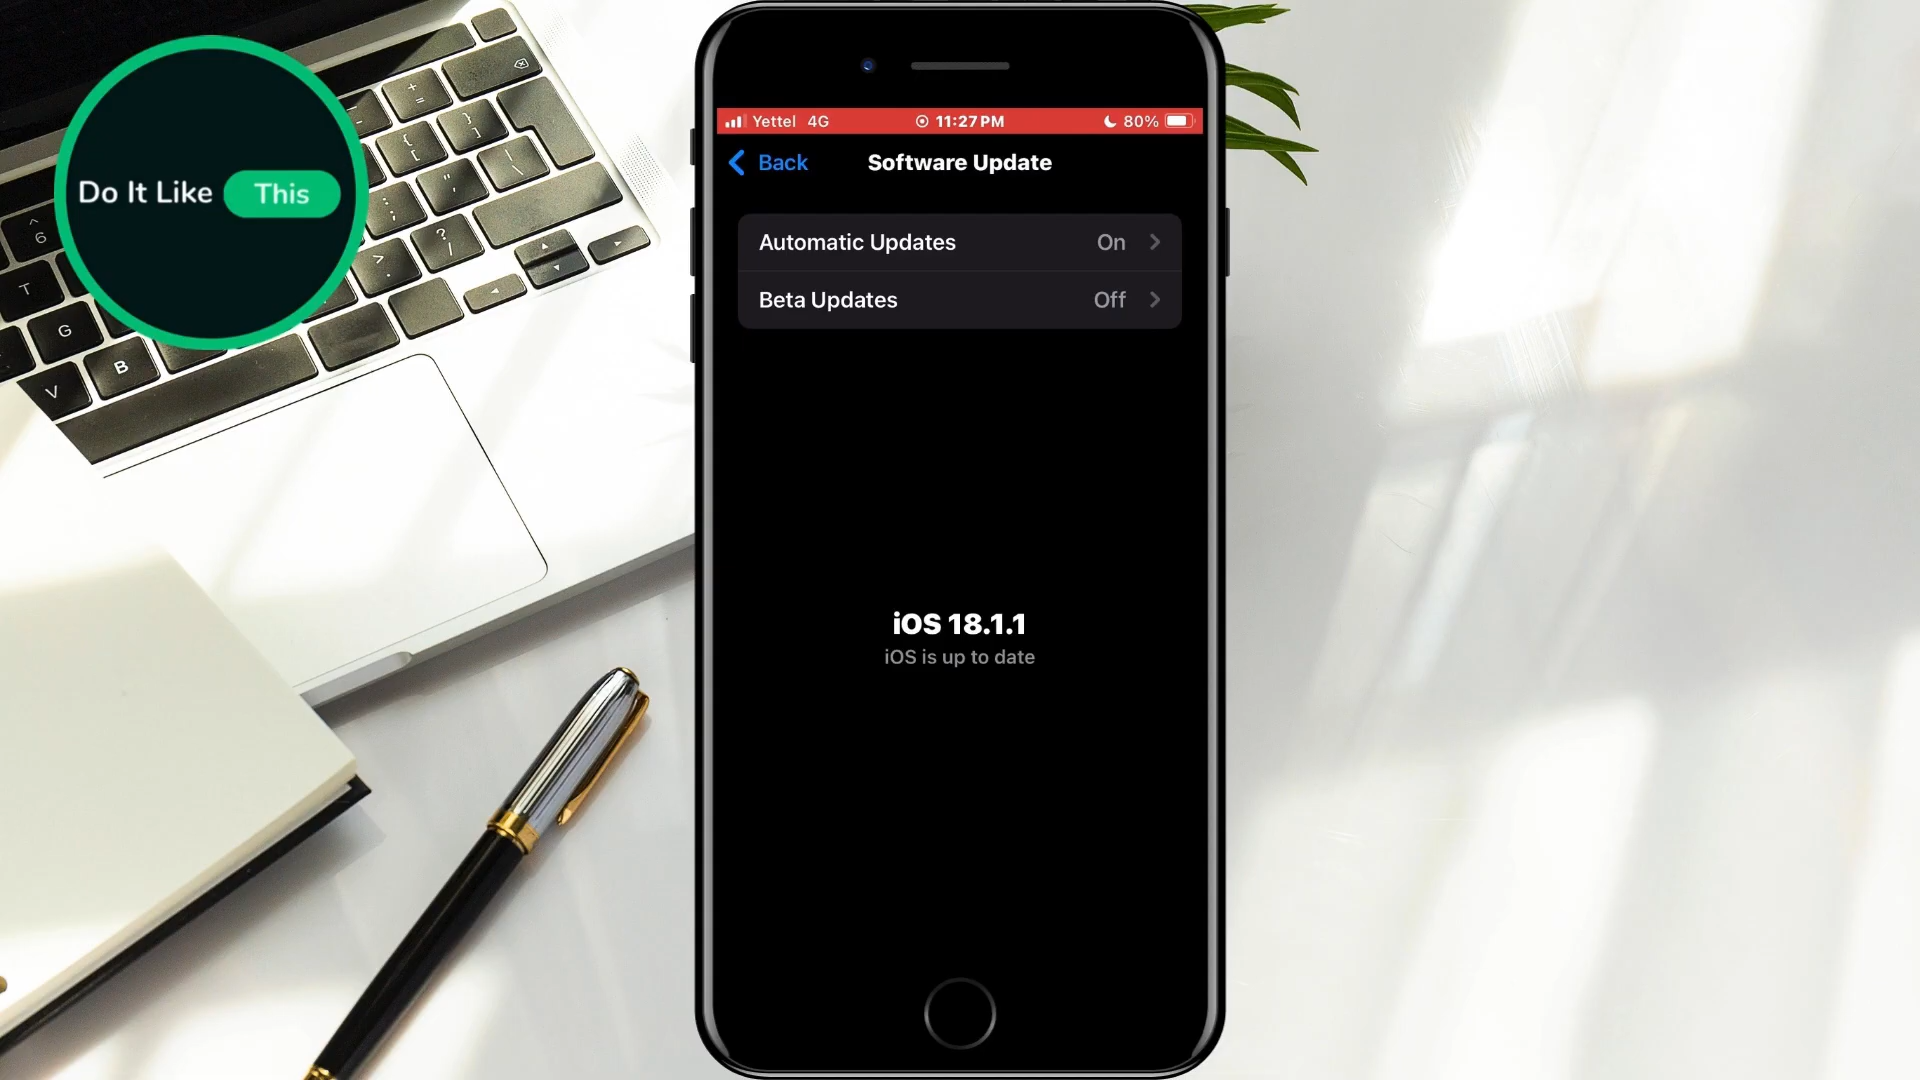 Do It Like This
Yettel 4G 11:27 PM 80%
Back Software Update
Automatic Updates On
Beta Updates Off
iOS 18.1.1
iOS is up to date
+
=
{
[
}
]
|
\
"
'
:
;
?
/
>
.
^
6
T
G
B
V